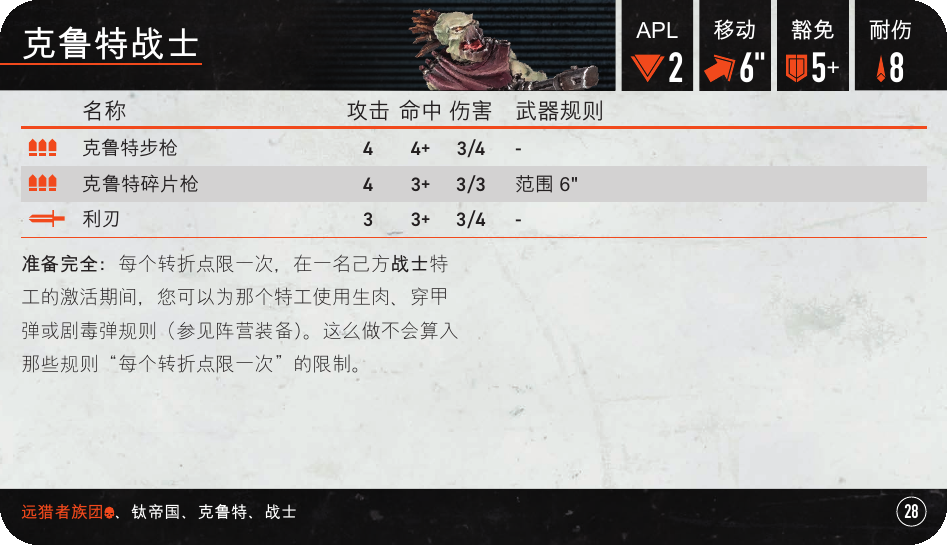 克鲁特战士
APL 移动 豁免 耐伤
2 6" 5+ 8
名称 攻击 命中 伤害 武器规则
克鲁特步枪 4 4+ 3/4 -
克鲁特碎片枪 4 3+ 3/3 范围 6"
利刃 3 3+ 3/4 -
准备完全：每个转折点限一次，在一名己方战士特
工的激活期间，您可以为那个特工使用生肉、穿甲
弹或剧毒弹规则（参见阵营装备）。这么做不会算入
那些规则“每个转折点限一次”的限制。
远猎者族团、钛帝国、克鲁特、战士
28